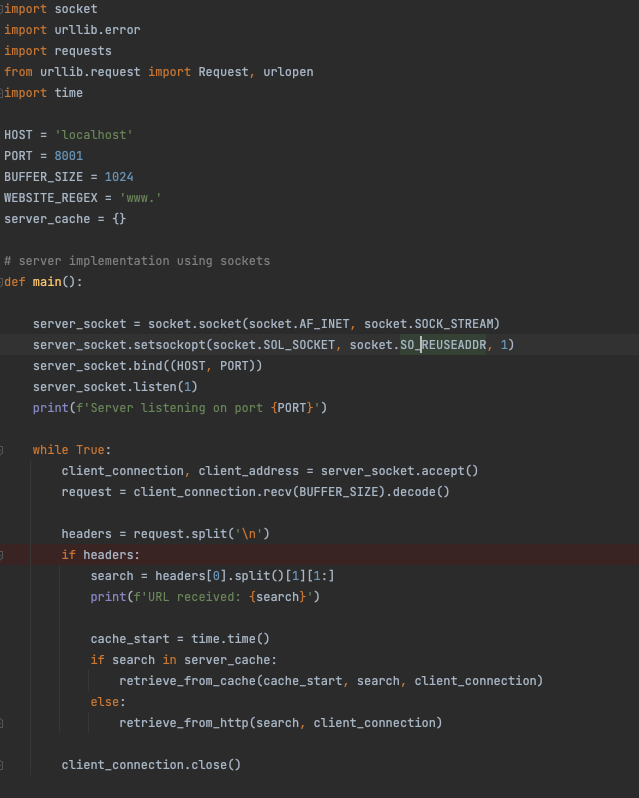 import socket
import urllib.error
import requests
from urllib.request import Request, urlopen
import time
HOST = 'localhost'
PORT = 8001
BUFFER_SIZE = 1024
WEBSITE_REGEX = 'www.'
server_cache = {}
# server implementation using sockets
def main():
    server_socket = socket.socket(socket.AF_INET, socket.SOCK_STREAM)
    server_socket.setsockopt(socket.SOL_SOCKET, socket.SO_REUSEADDR, 1)
    server_socket.bind((HOST, PORT))
    server_socket.listen(1)
    print(f'Server listening on port {PORT}')
    while True:
        client_connection, client_address = server_socket.accept()
        request = client_connection.recv(BUFFER_SIZE).decode()
        headers = request.split('\n')
        if headers:
            search = headers[0].split()[1][1:]
            print(f'URL received: {search}')
            cache_start = time.time()
            if search in server_cache:
                retrieve_from_cache(cache_start, search, client_connection)
            else:
                retrieve_from_http(search, client_connection)
        client_connection.close()